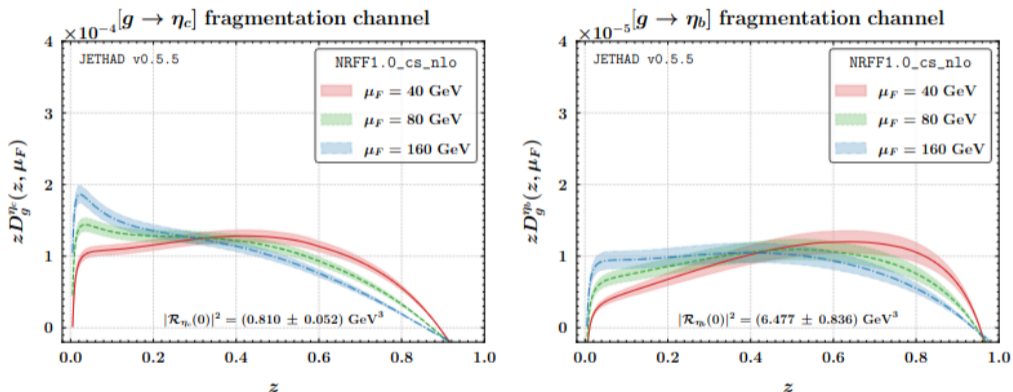 ×10⁻⁴ [g → η_c] fragmentation channel
JETHAD v0.5.5
NRFF1.0_cs_nlo
μ_F = 40 GeV
μ_F = 80 GeV
μ_F = 160 GeV
z D_g^{η_c}(z, μ_F)
4
3
2
1
0
|R_{η_c}(0)|² = (0.810 ± 0.052) GeV³
0.0 0.2 0.4 0.6 0.8 1.0
z
×10⁻⁵ [g → η_b] fragmentation channel
JETHAD v0.5.5
NRFF1.0_cs_nlo
μ_F = 40 GeV
μ_F = 80 GeV
μ_F = 160 GeV
z D_g^{η_b}(z, μ_F)
4
3
2
1
0
|R_{η_b}(0)|² = (6.477 ± 0.836) GeV³
0.0 0.2 0.4 0.6 0.8 1.0
z